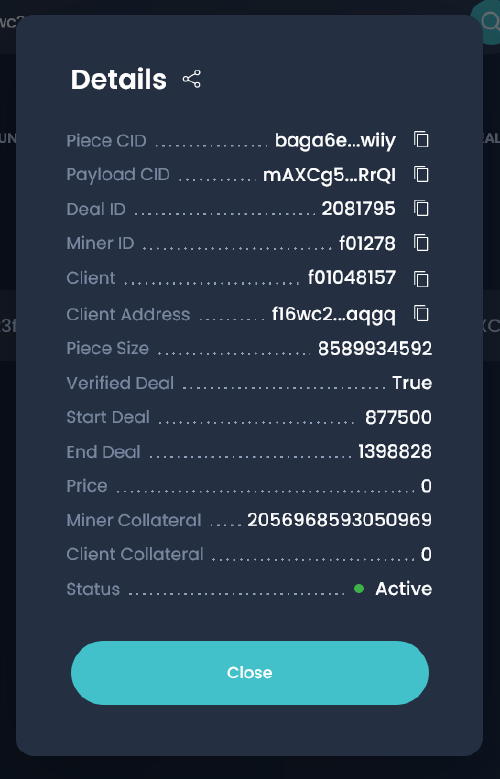 Details
Piece CID baga6e...wiiy
Payload CID mAXCg5...RrQI
Deal ID 2081795
Miner ID f01278
Client f01048157
Client Address f16wc2...aqgq
Piece Size 8589934592
Verified Deal True
Start Deal 877500
End Deal 1398828
Price 0
Miner Collateral 2056968593050969
Client Collateral 0
Status Active
Close